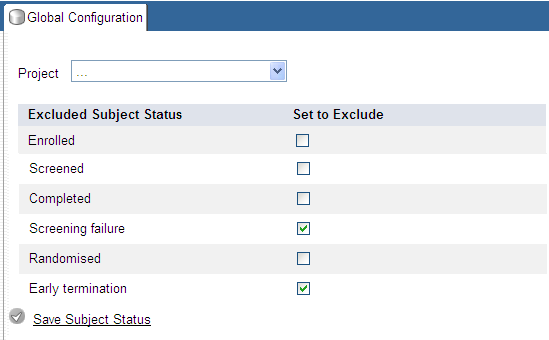 Global Configuration
Project ...
Excluded Subject Status Set to Exclude
Enrolled
Screened
Completed
Screening failure
Randomised
Early termination
Save Subject Status